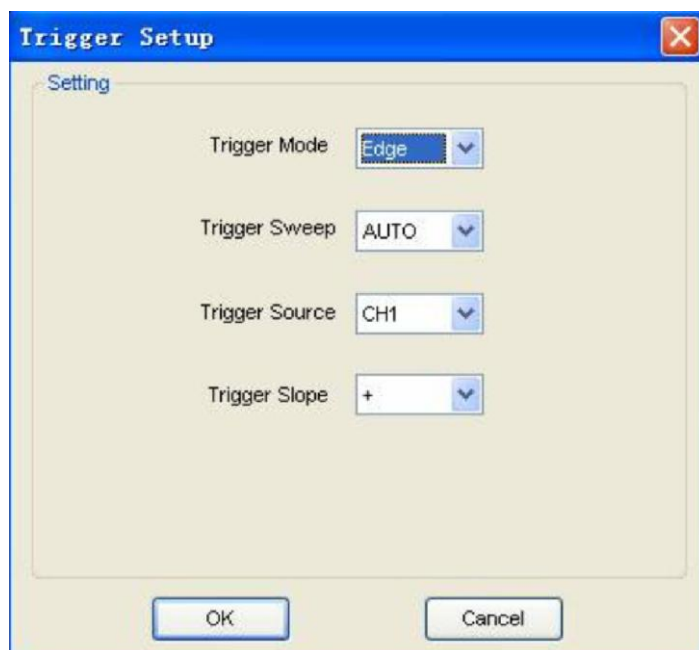 Trigger Setup
Setting
Trigger Mode Edge
Trigger Sweep AUTO
Trigger Source CH1
Trigger Slope +
OK Cancel